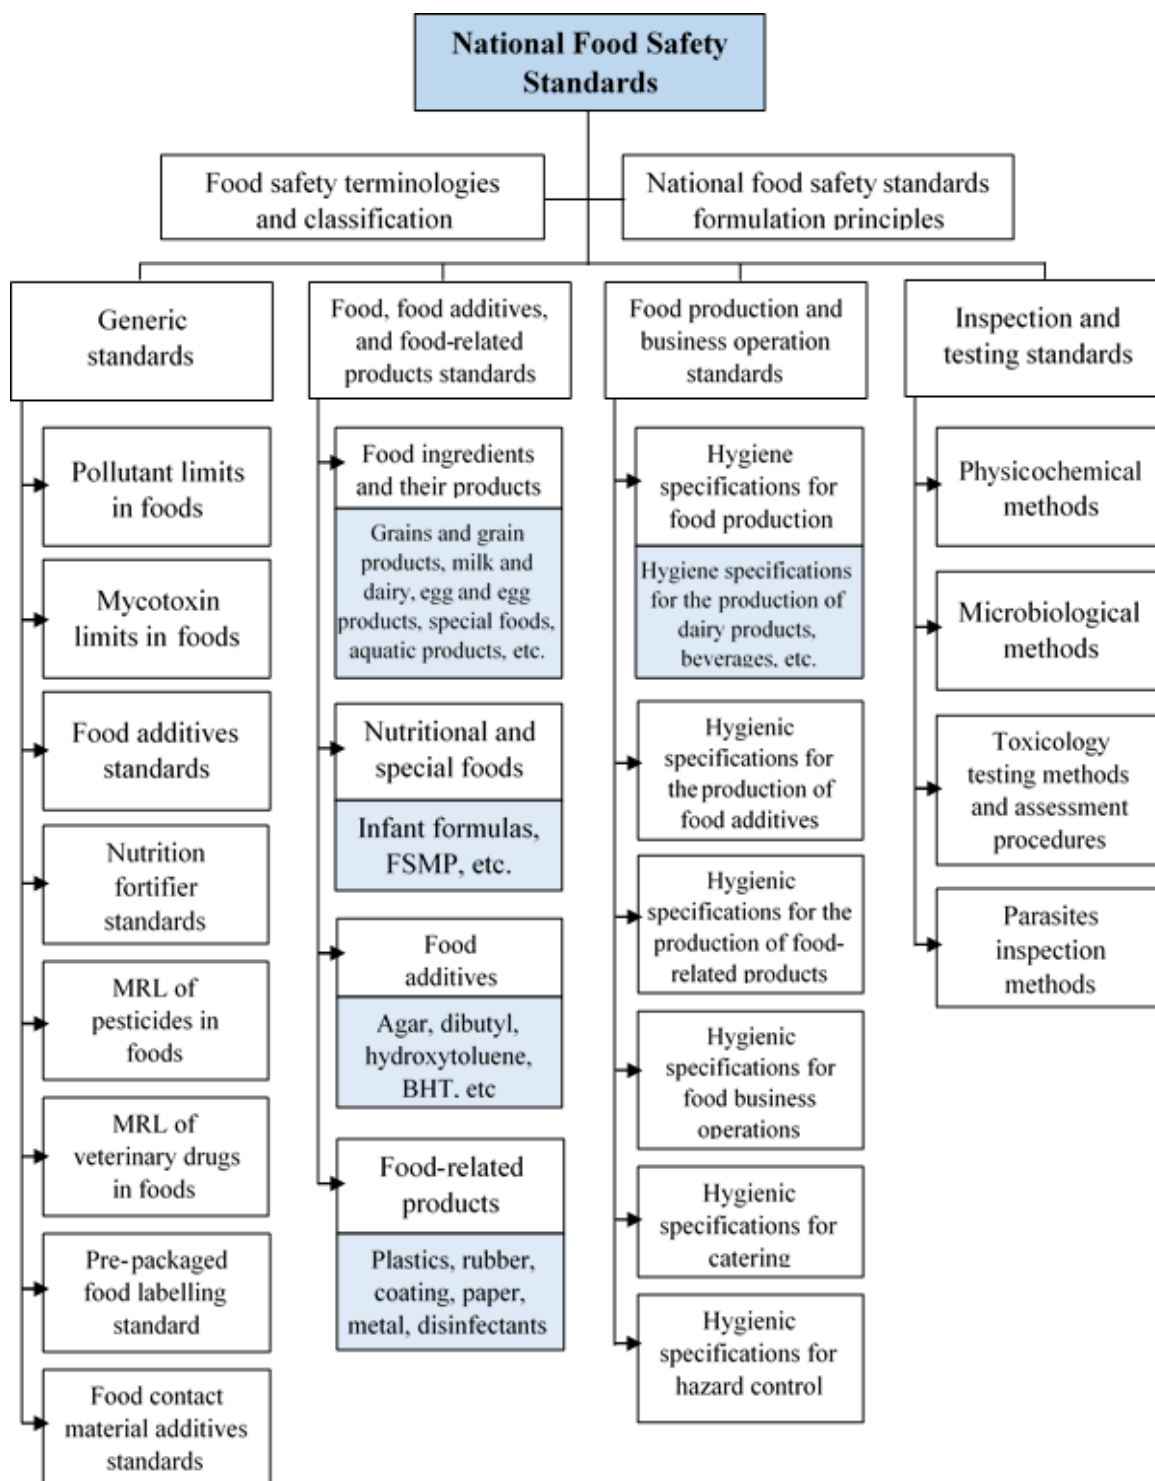 National Food Safety
Standards
Food safety terminologies
and classification
National food safety standards
formulation principles
Generic
standards
Pollutant limits
in foods
Mycotoxin
limits in foods
Food additives
standards
Nutrition
fortifier
standards
MRL of
pesticides in
foods
MRL of
veterinary drugs
in foods
Pre-packaged
food labelling
standard
Food contact
material additives
standards
Food, food additives,
and food-related
products standards
Food ingredients
and their products
Grains and grain
products, milk and
dairy, egg and egg
products, special foods,
aquatic products, etc.
Nutritional and
special foods
Infant formulas,
FSMP, etc.
Food
additives
Agar, dibutyl,
hydroxytoluene,
BHT. etc
Food-related
products
Plastics, rubber,
coating, paper,
metal, disinfectants
Food production and
business operation
standards
Hygiene
specifications for
food production
Hygiene specifications
for the production of
dairy products,
beverages, etc.
Hygienic
specifications for
the production of
food additives
Hygienic
specifications for the
production of food-
related products
Hygienic
specifications for
food business
operations
Hygienic
specifications for
catering
Hygienic
specifications for
hazard control
Inspection and
testing standards
Physicochemical
methods
Microbiological
methods
Toxicology
testing methods
and assessment
procedures
Parasites
inspection
methods